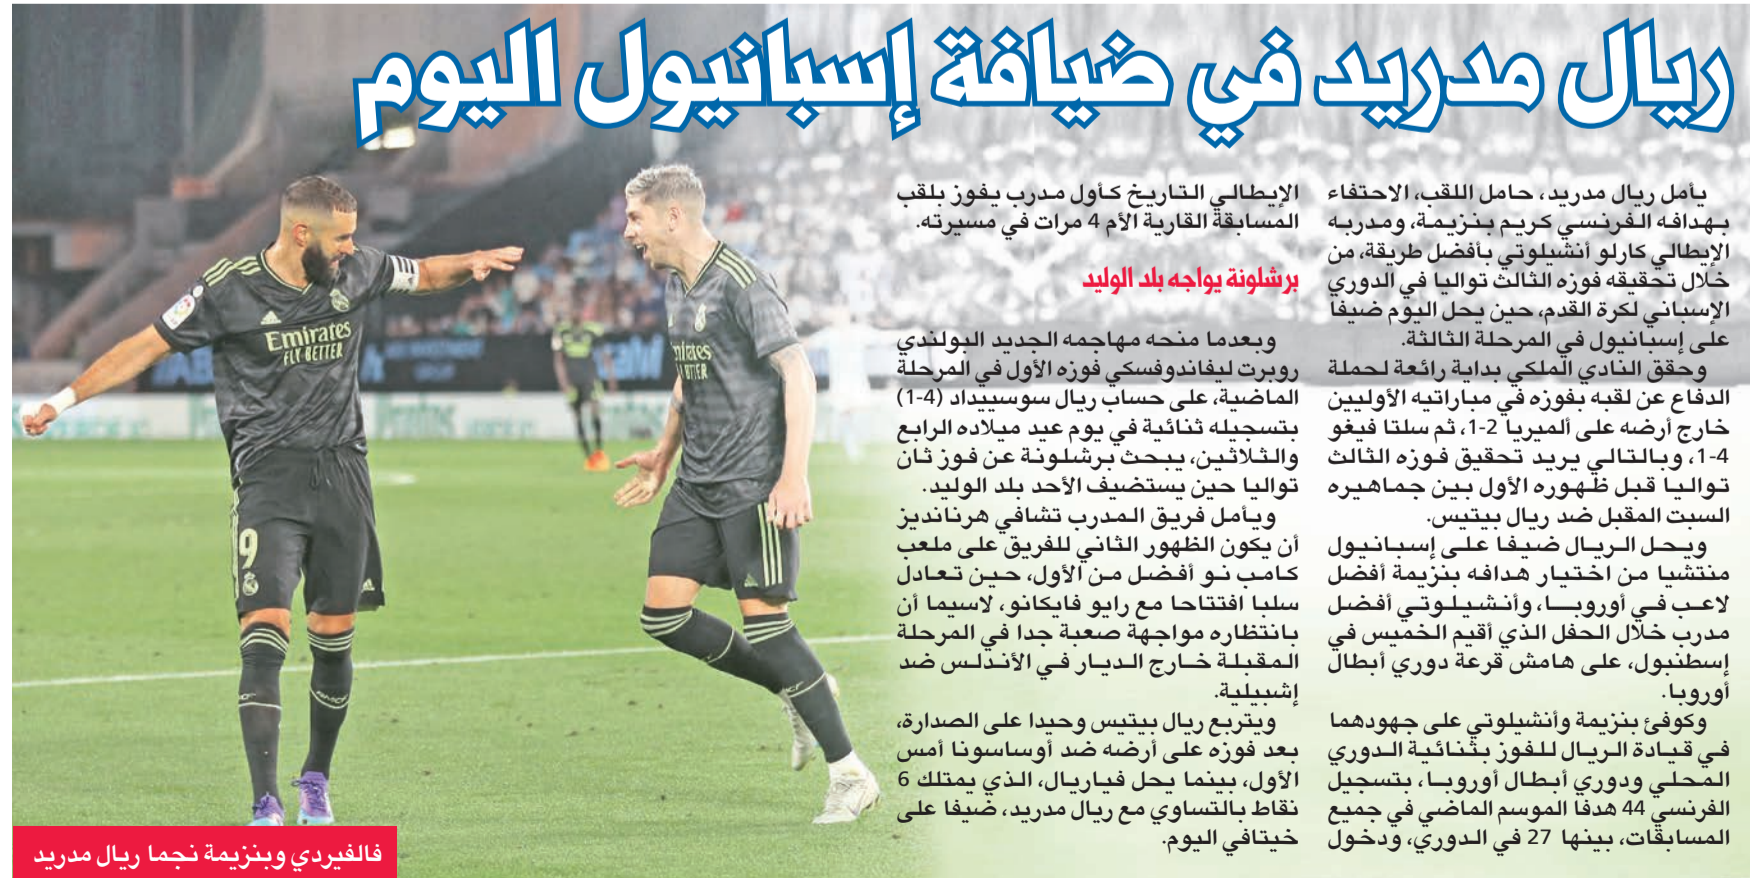 ريال مدريد في ضيافة إسبانيول اليوم
يأمل ريال مدريد، حامل اللقب، الاحتفاء
بهدافه الفرنسي كريم بنزيمة، ومدربه
الإيطالي كارلو أنشيلوتي بأفضل طريقة، من
خلال تحقيقه فوزه الثالث تواليا في الدوري
الإسباني لكرة القدم، حين يحل اليوم ضيفا
على إسبانيول في المرحلة الثالثة.
وحقق النادي الملكي بداية رائعة لحملة
الدفاع عن لقبه بفوزه في مباراتيه الأوليين
خارج أرضه على ألميريا 2-1، ثم سلتا فيغو
4-1، وبالتالي يريد تحقيق فوزه الثالث
تواليا قبل ظهوره الأول بين جماهيره
السبت المقبل ضد ريال بيتيس.
ويحل الريال ضيفا على إسبانيول
منتشيا من اختيار هدافه بنزيمة أفضل
لاعب في أوروبا، وأنشيلوتي أفضل
مدرب خلال الحفل الذي أقيم الخميس في
إسطنبول، على هامش قرعة دوري أبطال
أوروبا.
وكوفئ بنزيمة وأنشيلوتي على جهودهما
في قيادة الريال للفوز بثنائية الدوري
المحلي ودوري أبطال أوروبا، بتسجيل
الفرنسي 44 هدفا الموسم الماضي في جميع
المسابقات، بينها 27 في الدوري، ودخول
الإيطالي التاريخ كأول مدرب يفوز بلقب
المسابقة القارية الأم 4 مرات في مسيرته.
برشلونة يواجه بلد الوليد
وبعدما منحه مهاجمه الجديد البولندي
روبرت ليفاندوفسكي فوزه الأول في المرحلة
الماضية، على حساب ريال سوسييداد (4-1)
بتسجيله ثنائية في يوم عيد ميلاده الرابع
والثلاثين، يبحث برشلونة عن فوز ثان
تواليا حين يستضيف الأحد بلد الوليد.
ويأمل فريق المدرب تشافي هرنانديز
أن يكون الظهور الثاني للفريق على ملعب
كامب نو أفضل من الأول، حين تعادل
سلبا افتتاحا مع رايو فايكانو، لاسيما أن
بانتظاره مواجهة صعبة جدا في المرحلة
المقبلة خارج الديار في الأندلس ضد
إشبيلية.
ويتربع ريال بيتيس وحيدا على الصدارة،
بعد فوزه على أرضه ضد أوساسونا أمس
الأول، بينما يحل فياريال، الذي يمتلك 6
نقاط بالتساوي مع ريال مدريد، ضيفا على
خيتافي اليوم.
Emirates
FLY BETTER
9
فالفيردي وبنزيمة نجما ريال مدريد